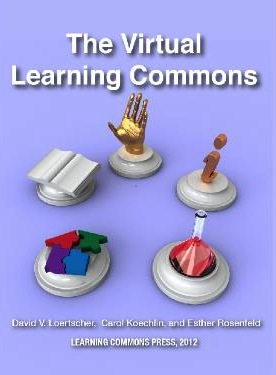 The Virtual
Learning Commons
David V. Loertscher, Carol Koechlin, and Esther Rosenfeld
LEARNING COMMONS PRESS, 2012